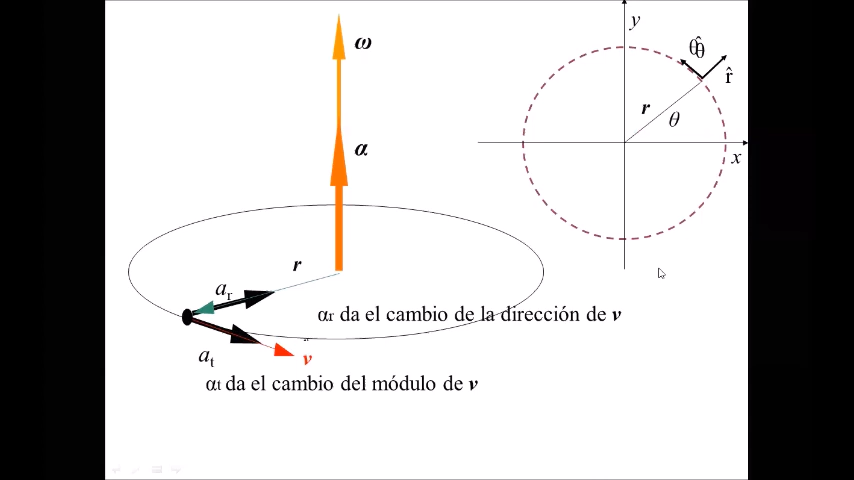 ω
α
y
θ̂
θ
r̂
r
θ
x
r
a_r
αr da el cambio de la dirección de v
v
a_t
αt da el cambio del módulo de v